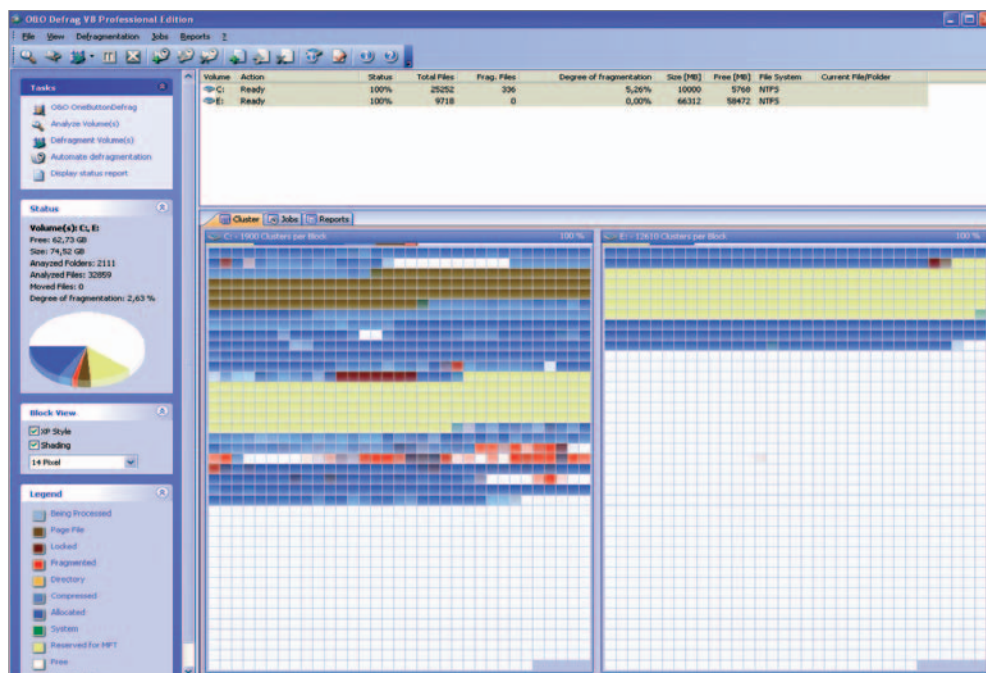 O&O Defrag V8 Professional Edition
File View Defragmentation Jobs Reports ?
Tasks
O&O OneButtonDefrag
Analyze Volume(s)
Defragment Volume(s)
Automate defragmentation
Display status report
Status
Volume(s): C:, E:
Free: 62,73 GB
Size: 74,52 GB
Anayzed Folders: 2111
Analyzed Files: 32859
Moved Files: 0
Degree of fragmentation: 2,63 %
Block View
XP Style
Shading
14 Pixel
Legend
Being Processed
Page File
Locked
Fragmented
Directory
Compressed
Allocated
System
Reserved for MFT
Free
Volume Action Status Total Files Frag. Files Degree of fragmentation Size [MB] Free [MB] File System Current File/Folder
C: Ready 100% 25252 336 5,26% 10000 5768 NTFS
E: Ready 100% 9718 0 0,00% 66312 58472 NTFS
Cluster Jobs Reports
C: - 1900 Clusters per Block 100 %
E: - 12610 Clusters per Block 100 %